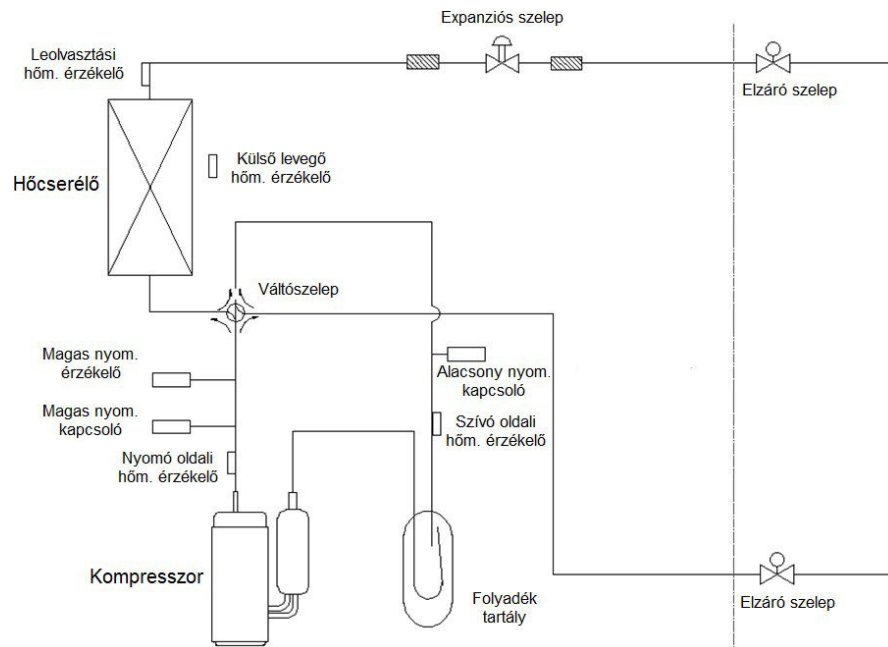 Expanziós szelep
Leolvasztási
hőm. érzékelő
Elzáró szelep
Külső levegő
hőm. érzékelő
Hőcserélő
Váltószelep
Magas nyom.
érzékelő
Alacsony nyom.
kapcsoló
Magas nyom.
kapcsoló
Szívó oldali
hőm. érzékelő
Nyomó oldali
hőm. érzékelő
Kompresszor
Folyadék
tartály
Elzáró szelep